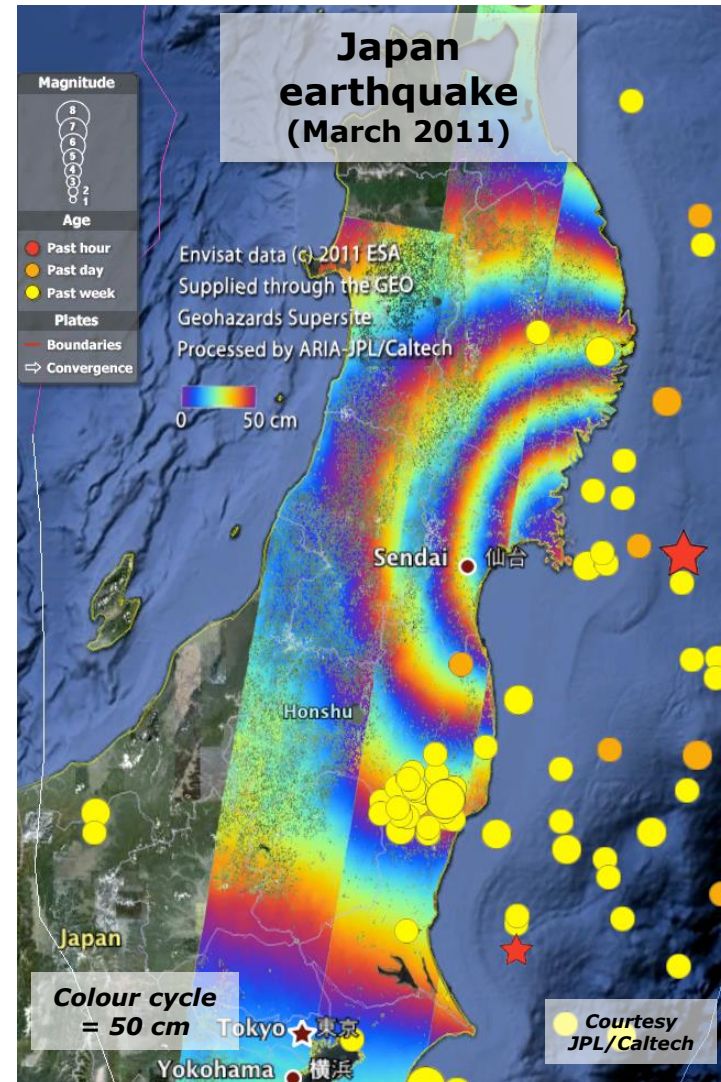 Japan
earthquake
(March 2011)
Magnitude
8
7
6
5
4
3
2
1
Age
Past hour
Past day
Past week
Plates
Boundaries
Convergence
Envisat data (c) 2011 ESA
Supplied through the GEO
Geohazards Supersite
Processed by ARIA-JPL/Caltech
0 50 cm
Sendai 仙台
Honshu
Japan
Colour cycle
= 50 cm
Tokyo 東京
Yokohama 横浜
Courtesy
JPL/Caltech